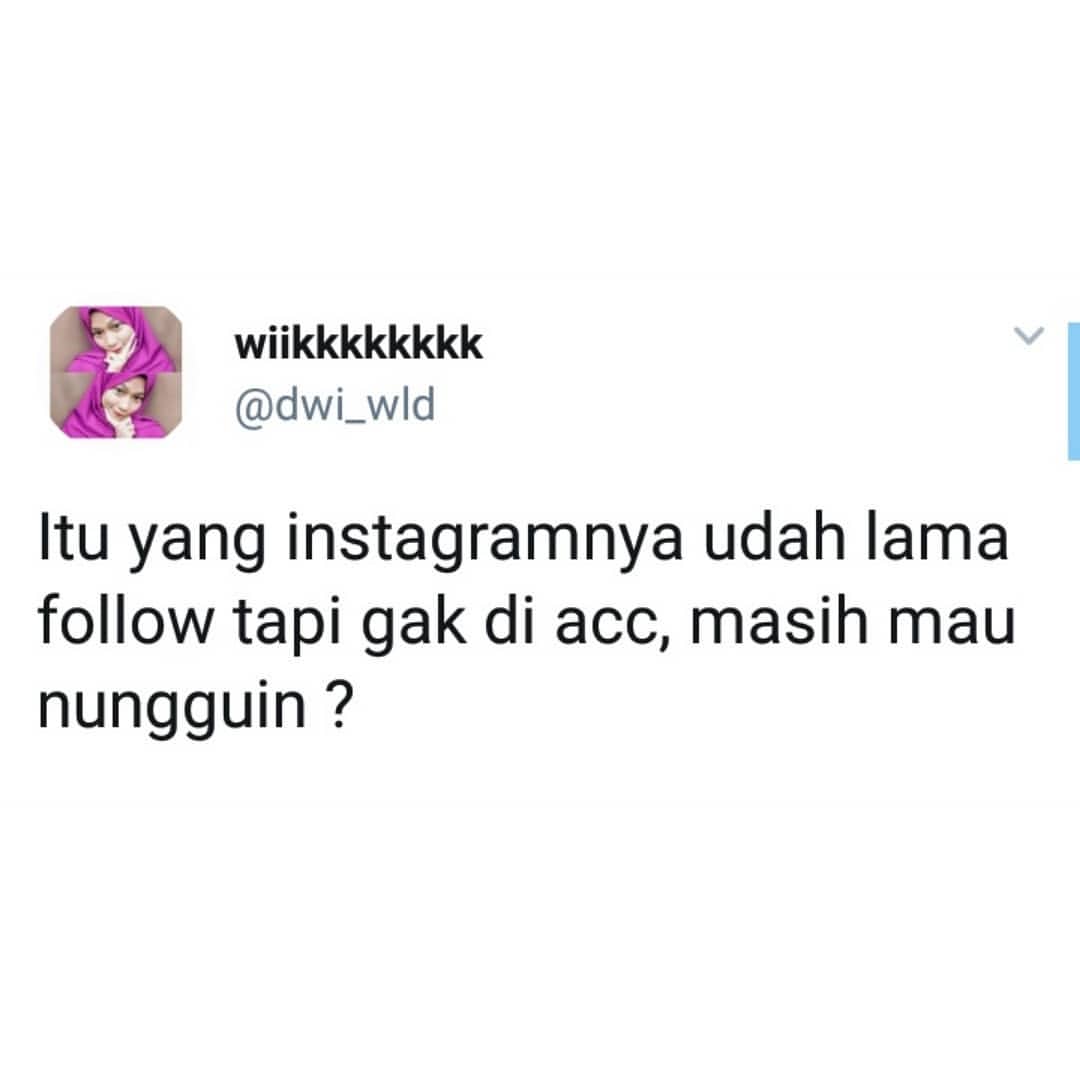 wiikkkkkkkk
@dwi_wld
Itu yang instagramnya udah lama
follow tapi gak di acc, masih mau
nungguin ?